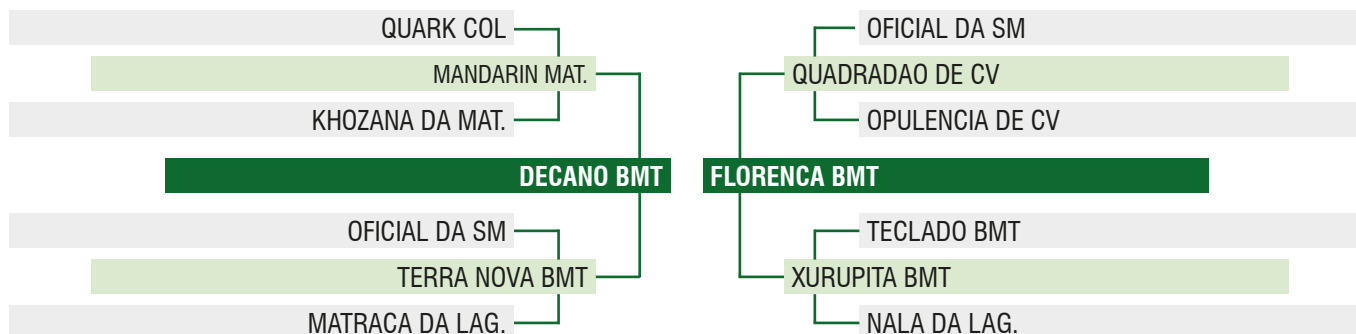 QUARK COL
MANDARIN MAT.
KHOZANA DA MAT.
DECANO BMT
OFICIAL DA SM
TERRA NOVA BMT
MATRACA DA LAG.
OFICIAL DA SM
QUADRADAO DE CV
OPULENCIA DE CV
FLORENCA BMT
TECLADO BMT
XURUPITA BMT
NALA DA LAG.